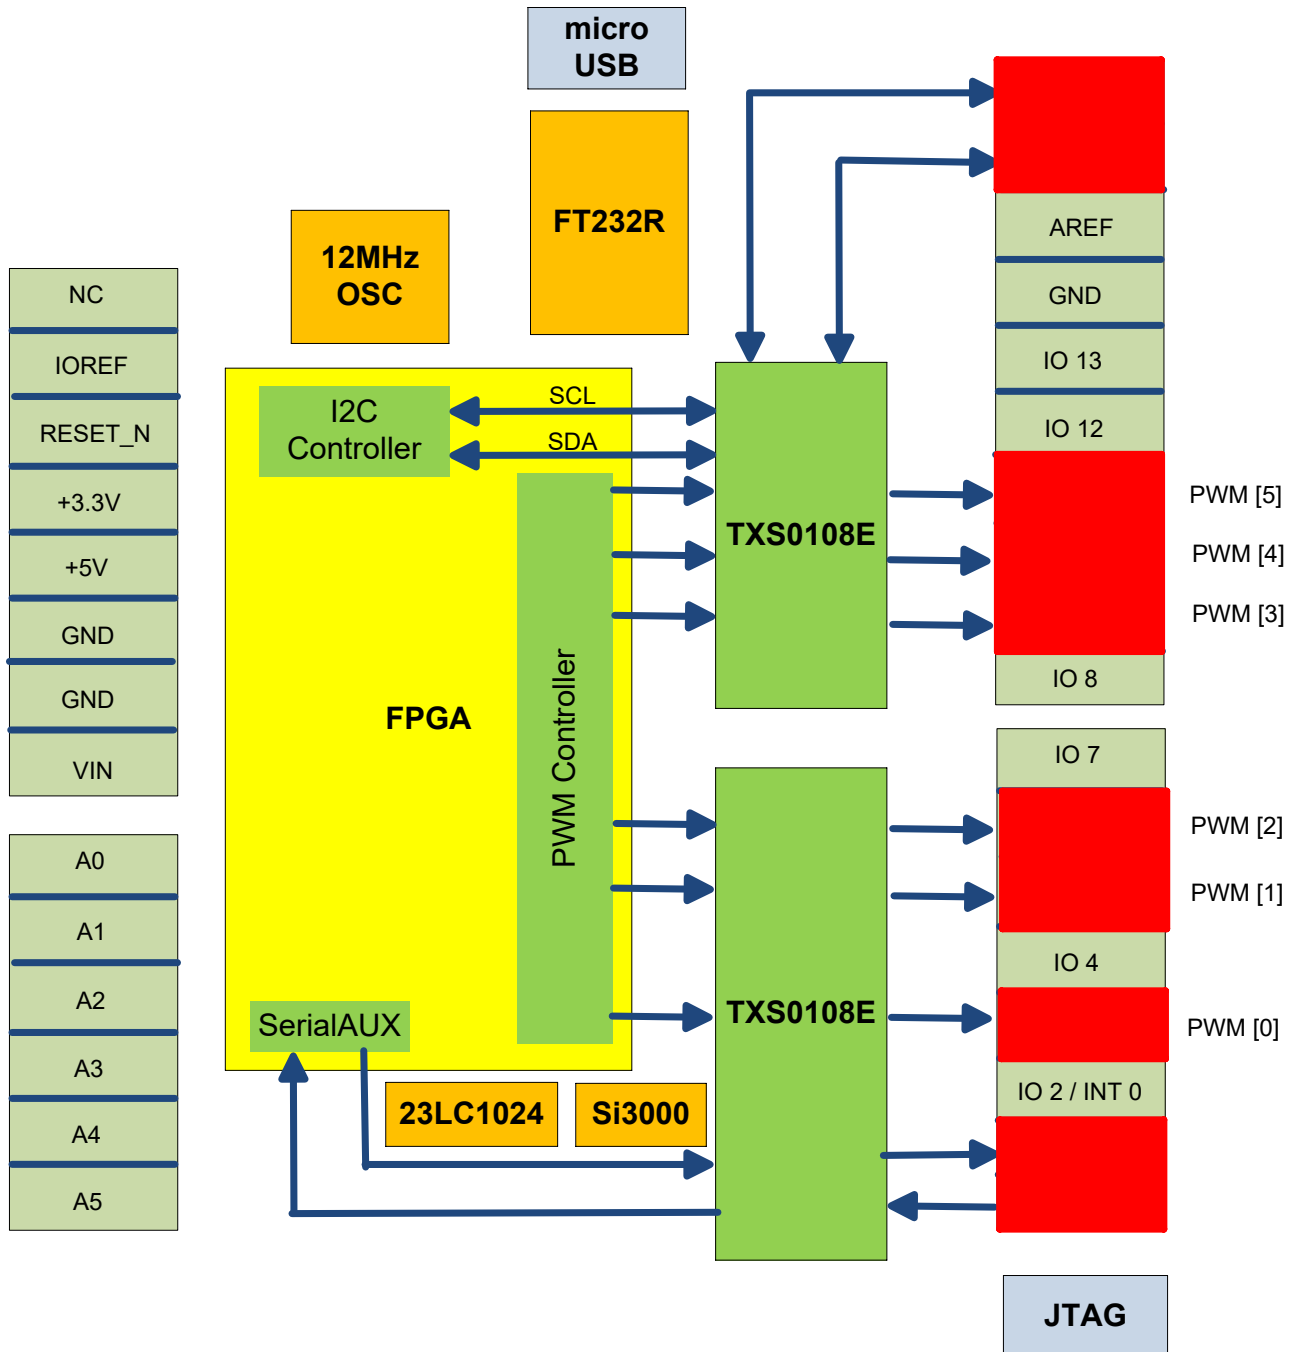 micro
USB
FT232R
12MHz
OSC
NC
IOREF
RESET_N
+3.3V
+5V
GND
GND
VIN
A0
A1
A2
A3
A4
A5
I2C
Controller
SCL
SDA
FPGA
PWM Controller
SerialAUX
23LC1024
Si3000
TXS0108E
TXS0108E
AREF
GND
IO 13
IO 12
PWM [5]
PWM [4]
PWM [3]
IO 8
IO 7
PWM [2]
PWM [1]
IO 4
PWM [0]
IO 2 / INT 0
JTAG